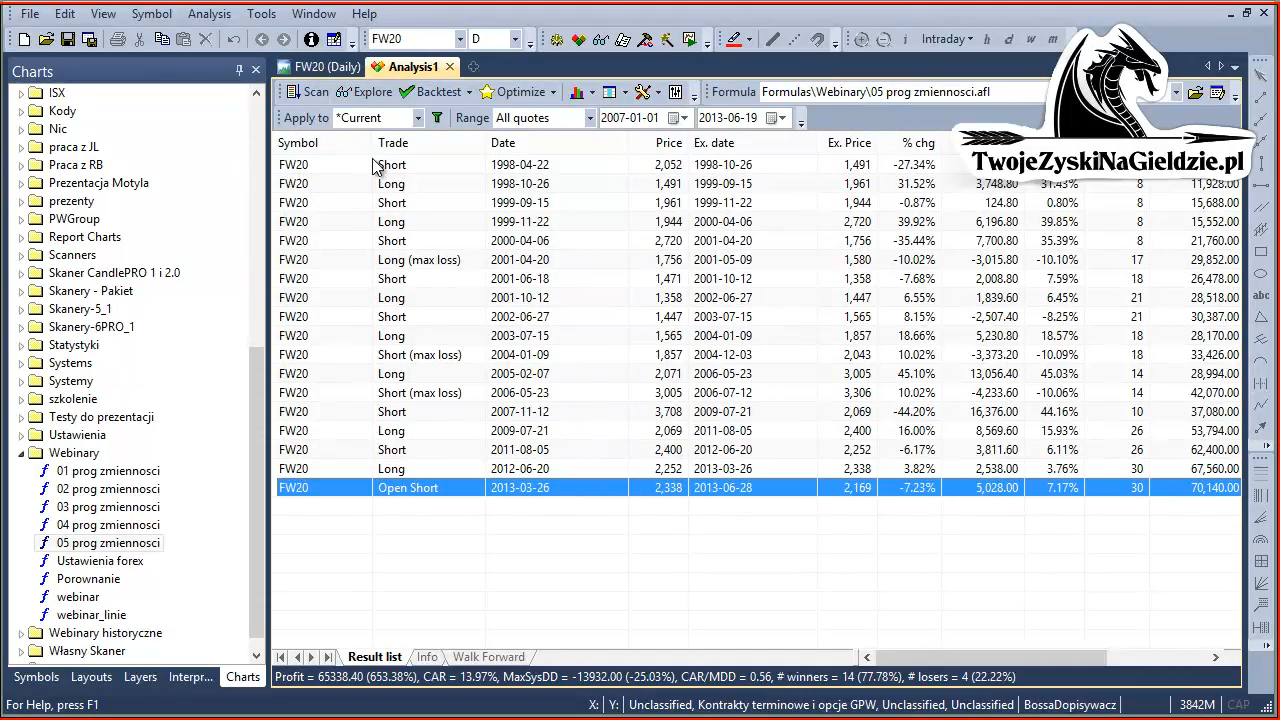 File Edit View Symbol Analysis Tools Window Help
FW20 D Intraday h d
Charts
FW20 (Daily) Analysis1
Scan Explore Backtest Optimize Formula Formulas\Webinary\05 prog zmiennosci.afl
Apply to *Current Range All quotes 2007-01-01 2013-06-19
TwojeZyskiNaGieldzie.pl
ISX
Kody
Nic
praca z JL
Praca z RB
Prezentacja Motyla
prezenty
PWGroup
Report Charts
Scanners
Skaner CandlePRO 1 i 2.0
Skanery - Pakiet
Skanery-5_1
Skanery-6PRO_1
Statystyki
Systems
Systemy
szkolenie
Testy do prezentacji
Ustawienia
Webinary
01 prog zmiennosci
02 prog zmiennosci
03 prog zmiennosci
04 prog zmiennosci
05 prog zmiennosci
Ustawienia forex
Porownanie
webinar
webinar_linie
Webinary historyczne
Własny Skaner
Symbols Layouts Layers Interpr... Charts
Symbol Trade Date Price Ex. date Ex. Price % chg
FW20 Short 1998-04-22 2,052 1998-10-26 1,491 -27.34%
FW20 Long 1998-10-26 1,491 1999-09-15 1,961 31.52% 3,748.80 31.43% 8 11,928.00
FW20 Short 1999-09-15 1,961 1999-11-22 1,944 -0.87% 124.80 0.80% 8 15,688.00
FW20 Long 1999-11-22 1,944 2000-04-06 2,720 39.92% 6,196.80 39.85% 8 15,552.00
FW20 Short 2000-04-06 2,720 2001-04-20 1,756 -35.44% 7,700.80 35.39% 8 21,760.00
FW20 Long (max loss) 2001-04-20 1,756 2001-05-09 1,580 -10.02% -3,015.80 -10.10% 17 29,852.00
FW20 Short 2001-06-18 1,471 2001-10-12 1,358 -7.68% 2,008.80 7.59% 18 26,478.00
FW20 Long 2001-10-12 1,358 2002-06-27 1,447 6.55% 1,839.60 6.45% 21 28,518.00
FW20 Short 2002-06-27 1,447 2003-07-15 1,565 8.15% -2,507.40 -8.25% 21 30,387.00
FW20 Long 2003-07-15 1,565 2004-01-09 1,857 18.66% 5,230.80 18.57% 18 28,170.00
FW20 Short (max loss) 2004-01-09 1,857 2004-12-03 2,043 10.02% -3,373.20 -10.09% 18 33,426.00
FW20 Long 2005-02-07 2,071 2006-05-23 3,005 45.10% 13,056.40 45.03% 14 28,994.00
FW20 Short (max loss) 2006-05-23 3,005 2006-07-12 3,306 10.02% -4,233.60 -10.06% 14 42,070.00
FW20 Short 2007-11-12 3,708 2009-07-21 2,069 -44.20% 16,376.00 44.16% 10 37,080.00
FW20 Long 2009-07-21 2,069 2011-08-05 2,400 16.00% 8,569.60 15.93% 26 53,794.00
FW20 Short 2011-08-05 2,400 2012-06-20 2,252 -6.17% 3,811.60 6.11% 26 62,400.00
FW20 Long 2012-06-20 2,252 2013-03-26 2,338 3.82% 2,538.00 3.76% 30 67,560.00
FW20 Open Short 2013-03-26 2,338 2013-06-28 2,169 -7.23% 5,028.00 7.17% 30 70,140.00
Result list Info Walk Forward
Profit = 65338.40 (653.38%), CAR = 13.97%, MaxSysDD = -13932.00 (-25.03%), CAR/MDD = 0.56, # winners = 14 (77.78%), # losers = 4 (22.22%)
For Help, press F1 X: Y: Unclassified, Kontrakty terminowe i opcje GPW, Unclassified, Unclassified BossaDopisywacz 3842M CAP